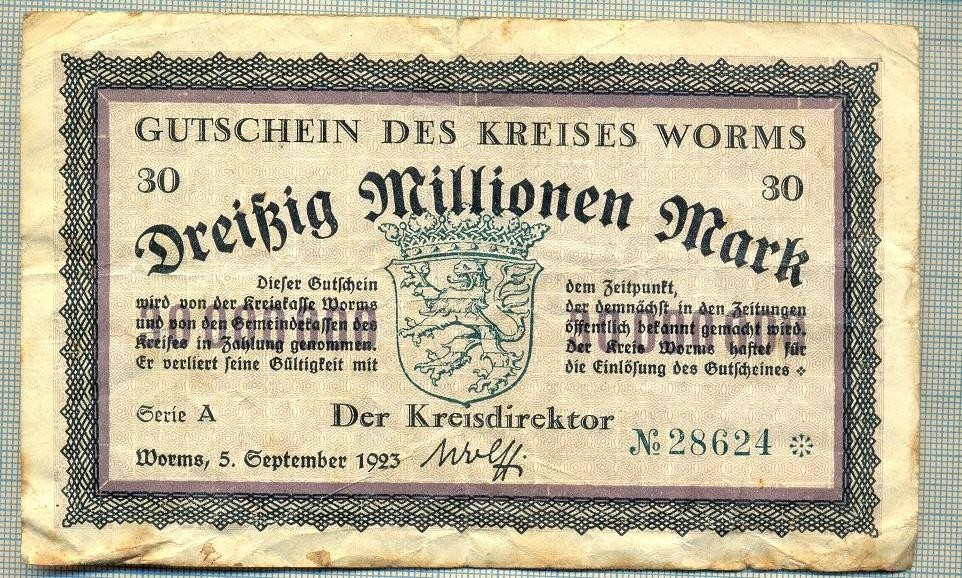 GUTSCHEIN DES KREISES WORMS
30 30
Dreißig Millionen Mark
Dieser Gutschein
wird von der Kreiskasse Worms
und von den Gemeindekassen des
Kreises in Zahlung genommen.
Er verliert seine Gültigkeit mit
dem Zeitpunkt,
der demnächst in den Zeitungen
öffentlich bekannt gemacht wird.
Der Kreis Worms haftet für
die Einlösung des Gutscheines
Serie A
Der Kreisdirektor
Worms, 5. September 1923
Wolff
№ 28624 ❊